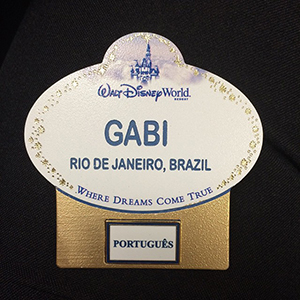 Walt Disney World
RESORT
GABI
RIO DE JANEIRO, BRAZIL
WHERE DREAMS COME TRUE
PORTUGUÊS